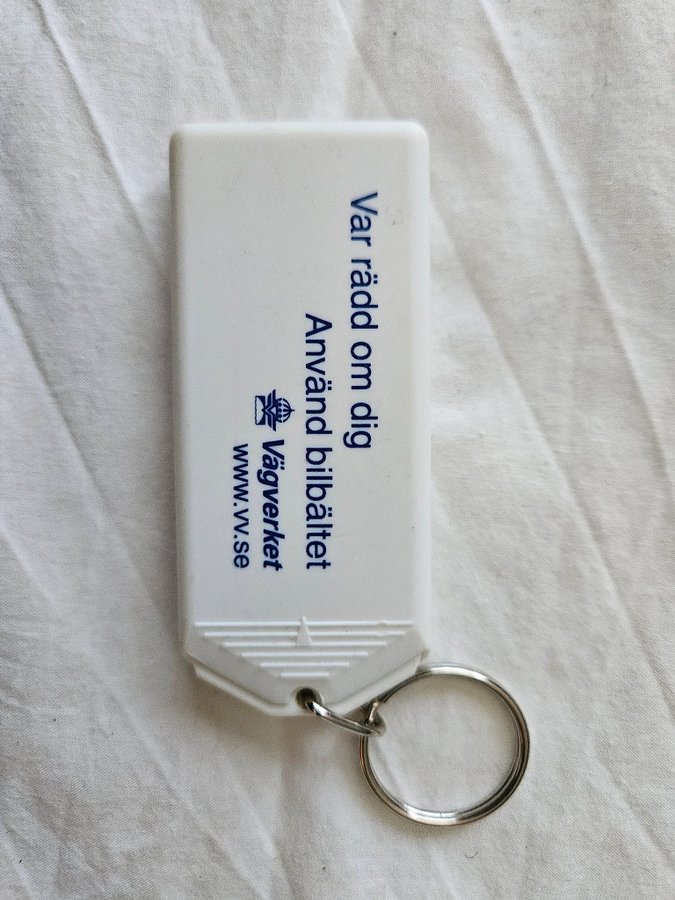 Var rädd om dig
Använd bilbältet
Vägverket
www.vv.se